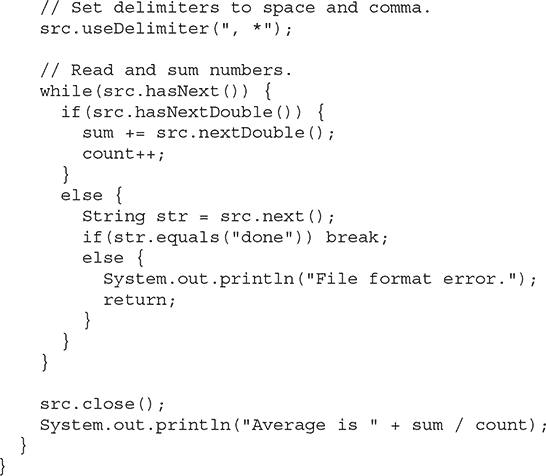 // Set delimiters to space and comma.
    src.useDelimiter(", *");

    // Read and sum numbers.
    while(src.hasNext()) {
      if(src.hasNextDouble()) {
        sum += src.nextDouble();
        count++;
      }
      else {
        String str = src.next();
        if(str.equals("done")) break;
        else {
          System.out.println("File format error.");
          return;
        }
      }
    }

    src.close();
    System.out.println("Average is " + sum / count);
  }
}